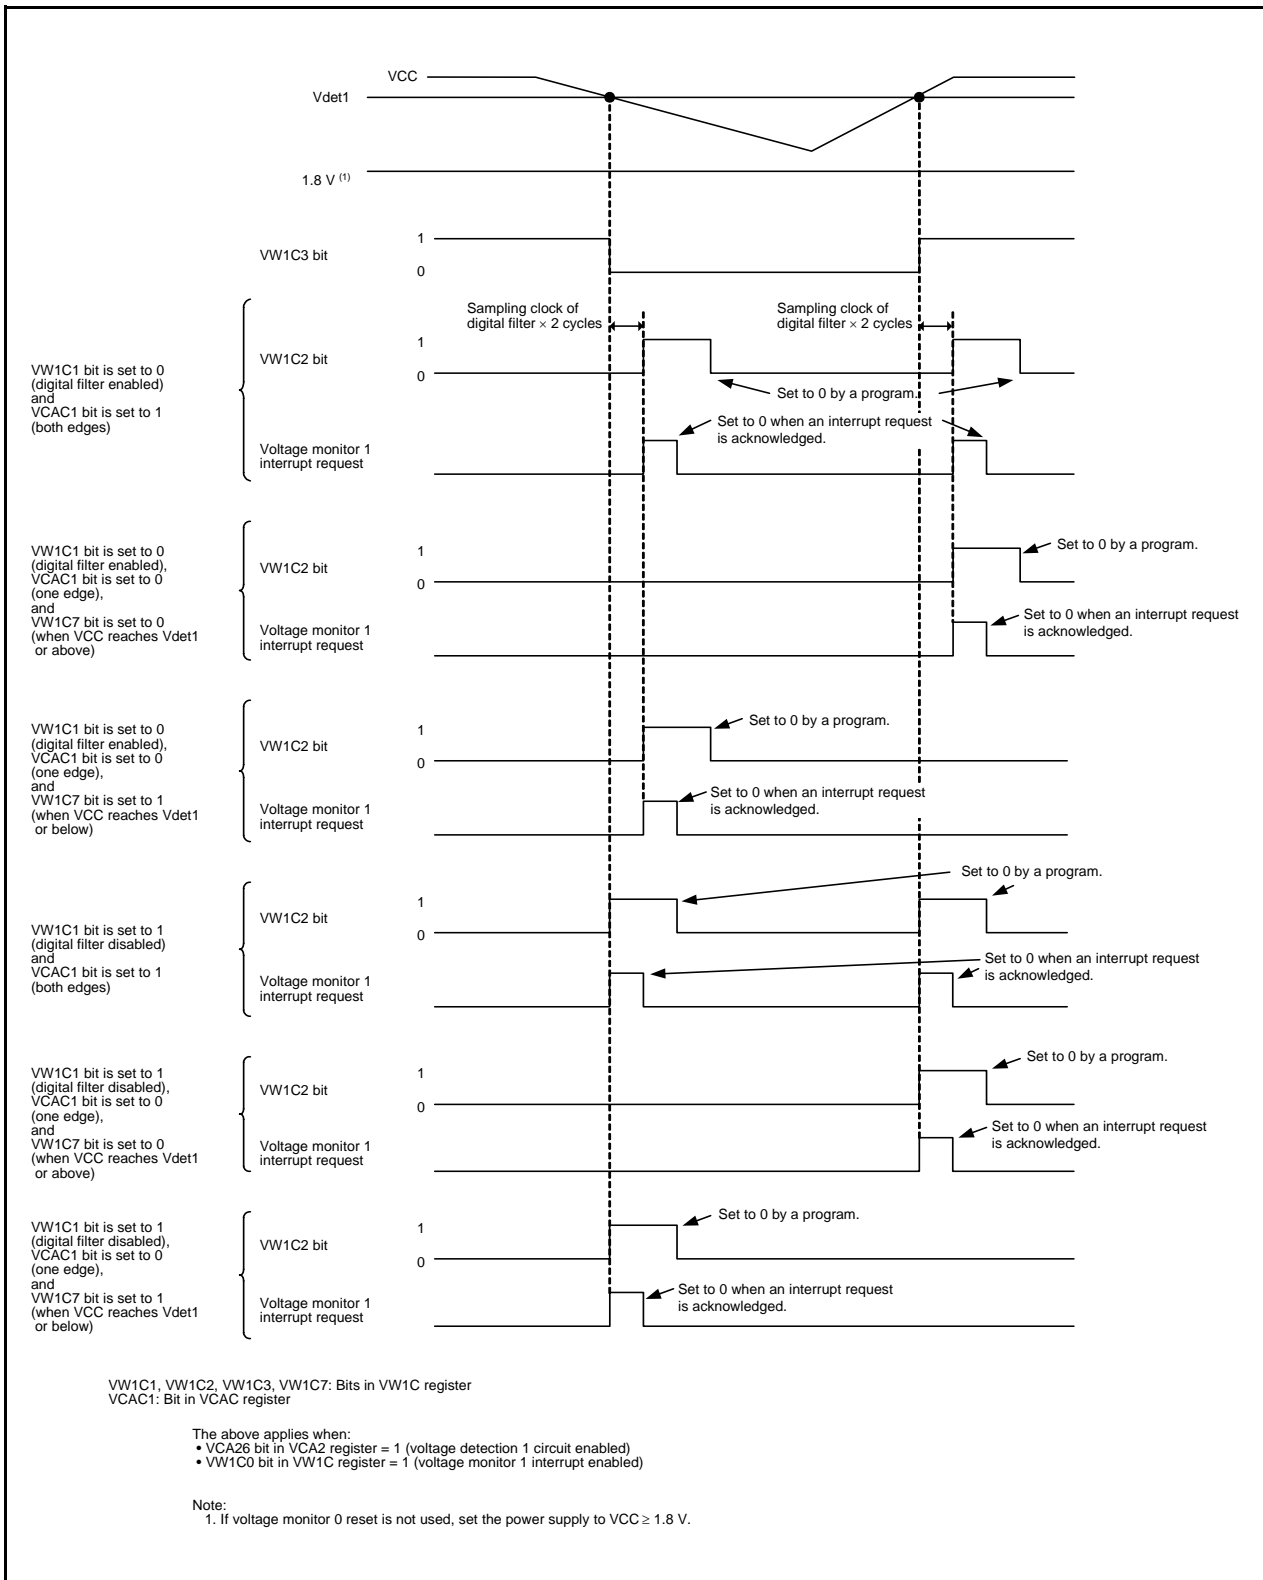 VCC
Vdet1
1.8 V (1)
VW1C3 bit
1
0
Sampling clock of
digital filter × 2 cycles
Sampling clock of
digital filter × 2 cycles
VW1C1 bit is set to 0
(digital filter enabled)
and
VCAC1 bit is set to 1
(both edges)
VW1C2 bit
1
0
Set to 0 by a program.
Voltage monitor 1
interrupt request
Set to 0 when an interrupt request
is acknowledged.
VW1C1 bit is set to 0
(digital filter enabled),
VCAC1 bit is set to 0
(one edge),
and
VW1C7 bit is set to 0
(when VCC reaches Vdet1
or above)
VW1C2 bit
1
0
Set to 0 by a program.
Voltage monitor 1
interrupt request
Set to 0 when an interrupt request
is acknowledged.
VW1C1 bit is set to 0
(digital filter enabled),
VCAC1 bit is set to 0
(one edge),
and
VW1C7 bit is set to 1
(when VCC reaches Vdet1
or below)
VW1C2 bit
1
0
Set to 0 by a program.
Voltage monitor 1
interrupt request
Set to 0 when an interrupt request
is acknowledged.
VW1C1 bit is set to 1
(digital filter disabled)
and
VCAC1 bit is set to 1
(both edges)
VW1C2 bit
1
0
Set to 0 by a program.
Voltage monitor 1
interrupt request
Set to 0 when an interrupt request
is acknowledged.
VW1C1 bit is set to 1
(digital filter disabled),
VCAC1 bit is set to 0
(one edge),
and
VW1C7 bit is set to 0
(when VCC reaches Vdet1
or above)
VW1C2 bit
1
0
Set to 0 by a program.
Voltage monitor 1
interrupt request
Set to 0 when an interrupt request
is acknowledged.
VW1C1 bit is set to 1
(digital filter disabled),
VCAC1 bit is set to 0
(one edge),
and
VW1C7 bit is set to 1
(when VCC reaches Vdet1
or below)
VW1C2 bit
1
0
Set to 0 by a program.
Voltage monitor 1
interrupt request
Set to 0 when an interrupt request
is acknowledged.
VW1C1, VW1C2, VW1C3, VW1C7: Bits in VW1C register
VCAC1: Bit in VCAC register
The above applies when:
• VCA26 bit in VCA2 register = 1 (voltage detection 1 circuit enabled)
• VW1C0 bit in VW1C register = 1 (voltage monitor 1 interrupt enabled)
Note:
1. If voltage monitor 0 reset is not used, set the power supply to VCC ≥ 1.8 V.